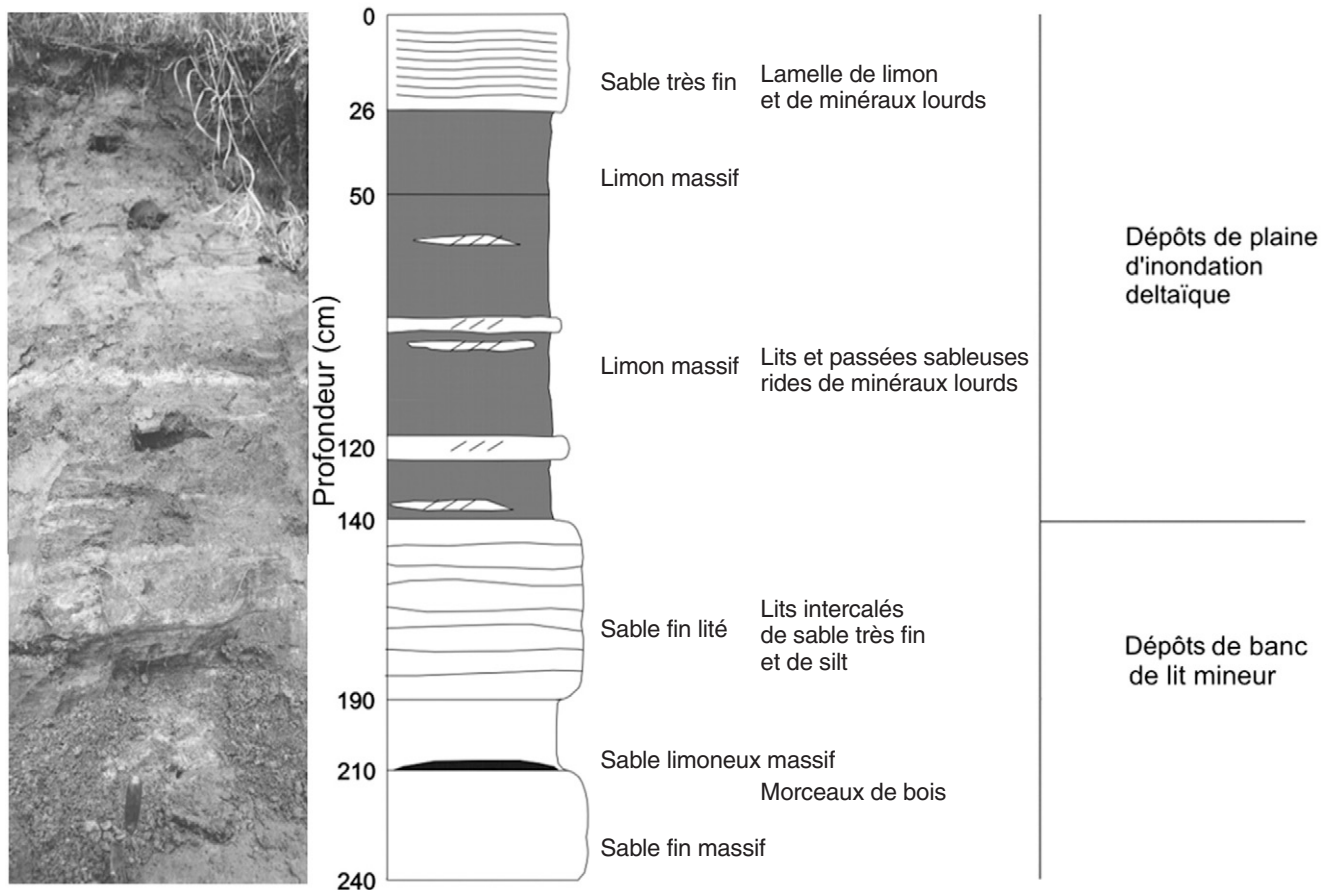 0
26
50
120
140
190
210
240
Profondeur (cm)
Sable très fin
Lamelle de limon
et de minéraux lourds
Limon massif
Limon massif
Lits et passées sableuses
rides de minéraux lourds
Sable fin lité
Lits intercalés
de sable très fin
et de silt
Sable limoneux massif
Morceaux de bois
Sable fin massif
Dépôts de plaine
d'inondation
deltaïque
Dépôts de banc
de lit mineur